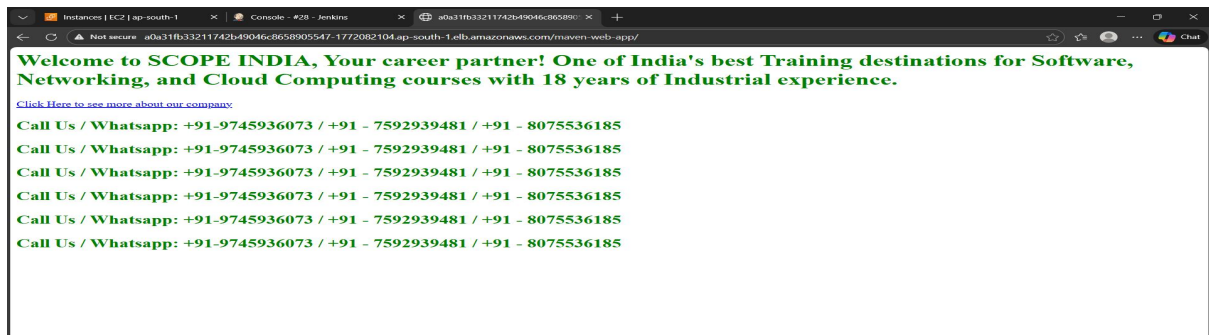 Instances | EC2 | ap-south-1
Console - #28 - Jenkins
Not secure a0a31fb33211742b49046c8658905547-1772082104.ap-south-1.elb.amazonaws.com/maven-web-app/
Chat
Welcome to SCOPE INDIA, Your career partner! One of India's best Training destinations for Software,
Networking, and Cloud Computing courses with 18 years of Industrial experience.
Click Here to see more about our company
Call Us / Whatsapp: +91-9745936073 / +91 - 7592939481 / +91 - 8075536185
Call Us / Whatsapp: +91-9745936073 / +91 - 7592939481 / +91 - 8075536185
Call Us / Whatsapp: +91-9745936073 / +91 - 7592939481 / +91 - 8075536185
Call Us / Whatsapp: +91-9745936073 / +91 - 7592939481 / +91 - 8075536185
Call Us / Whatsapp: +91-9745936073 / +91 - 7592939481 / +91 - 8075536185
Call Us / Whatsapp: +91-9745936073 / +91 - 7592939481 / +91 - 8075536185